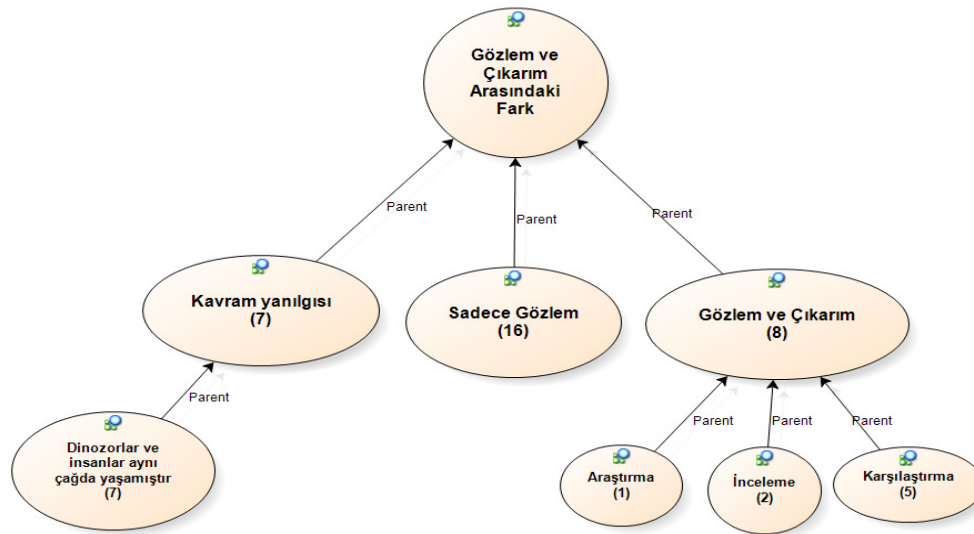 Gözlem ve
Çıkarım
Arasındaki
Fark
Parent
Parent
Parent
Kavram yanılgısı
(7)
Sadece Gözlem
(16)
Gözlem ve Çıkarım
(8)
Parent
Parent
Parent
Parent
Dinozorlar ve
insanlar aynı
çağda yaşamıştır
(7)
Araştırma
(1)
İnceleme
(2)
Karşılaştırma
(5)